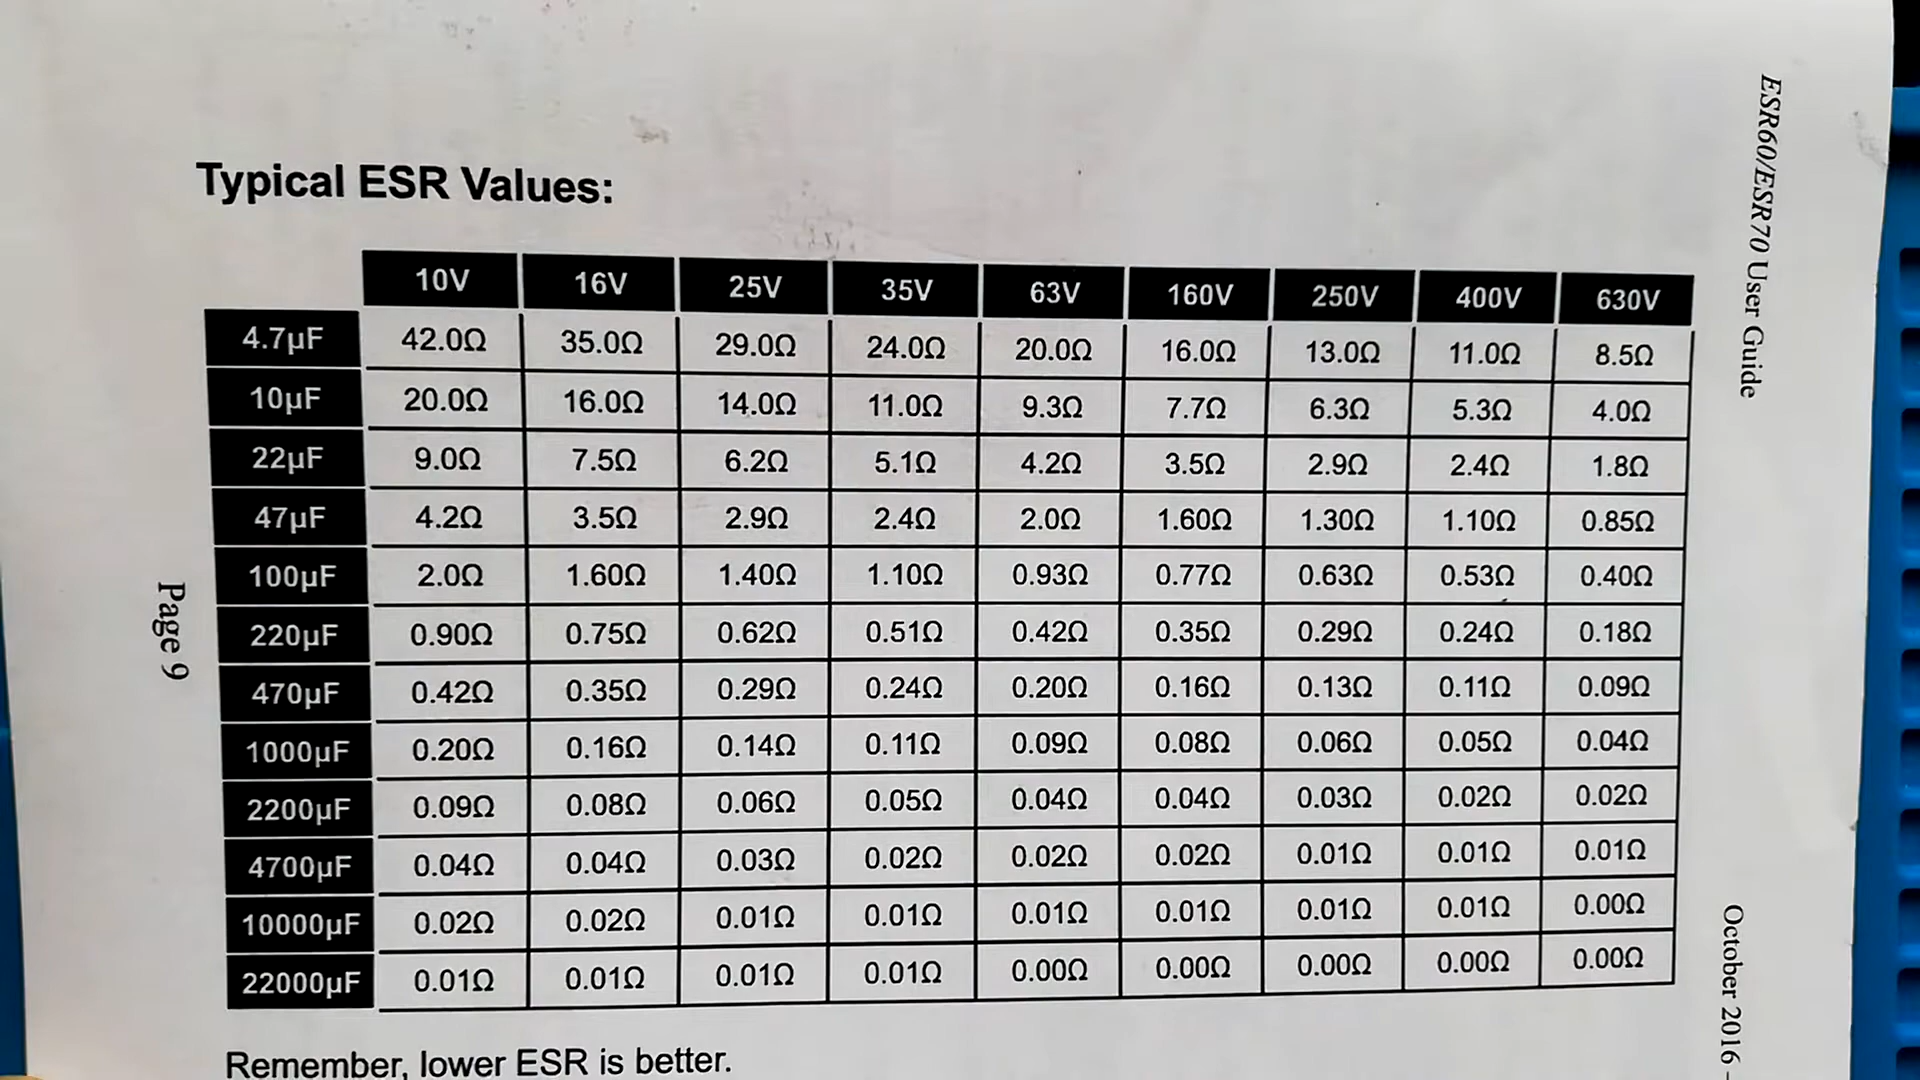 Typical ESR Values:
10V 16V 25V 35V 63V 160V 250V 400V 630V
4.7µF 42.0Ω 35.0Ω 29.0Ω 24.0Ω 20.0Ω 16.0Ω 13.0Ω 11.0Ω 8.5Ω
10µF 20.0Ω 16.0Ω 14.0Ω 11.0Ω 9.3Ω 7.7Ω 6.3Ω 5.3Ω 4.0Ω
22µF 9.0Ω 7.5Ω 6.2Ω 5.1Ω 4.2Ω 3.5Ω 2.9Ω 2.4Ω 1.8Ω
47µF 4.2Ω 3.5Ω 2.9Ω 2.4Ω 2.0Ω 1.60Ω 1.30Ω 1.10Ω 0.85Ω
100µF 2.0Ω 1.60Ω 1.40Ω 1.10Ω 0.93Ω 0.77Ω 0.63Ω 0.53Ω 0.40Ω
220µF 0.90Ω 0.75Ω 0.62Ω 0.51Ω 0.42Ω 0.35Ω 0.29Ω 0.24Ω 0.18Ω
470µF 0.42Ω 0.35Ω 0.29Ω 0.24Ω 0.20Ω 0.16Ω 0.13Ω 0.11Ω 0.09Ω
1000µF 0.20Ω 0.16Ω 0.14Ω 0.11Ω 0.09Ω 0.08Ω 0.06Ω 0.05Ω 0.04Ω
2200µF 0.09Ω 0.08Ω 0.06Ω 0.05Ω 0.04Ω 0.04Ω 0.03Ω 0.02Ω 0.02Ω
4700µF 0.04Ω 0.04Ω 0.03Ω 0.02Ω 0.02Ω 0.02Ω 0.01Ω 0.01Ω 0.01Ω
10000µF 0.02Ω 0.02Ω 0.01Ω 0.01Ω 0.01Ω 0.01Ω 0.01Ω 0.01Ω 0.00Ω
22000µF 0.01Ω 0.01Ω 0.01Ω 0.01Ω 0.00Ω 0.00Ω 0.00Ω 0.00Ω 0.00Ω
Remember, lower ESR is better.
Page 9
ESR60/ESR70 User Guide
October 2016 -